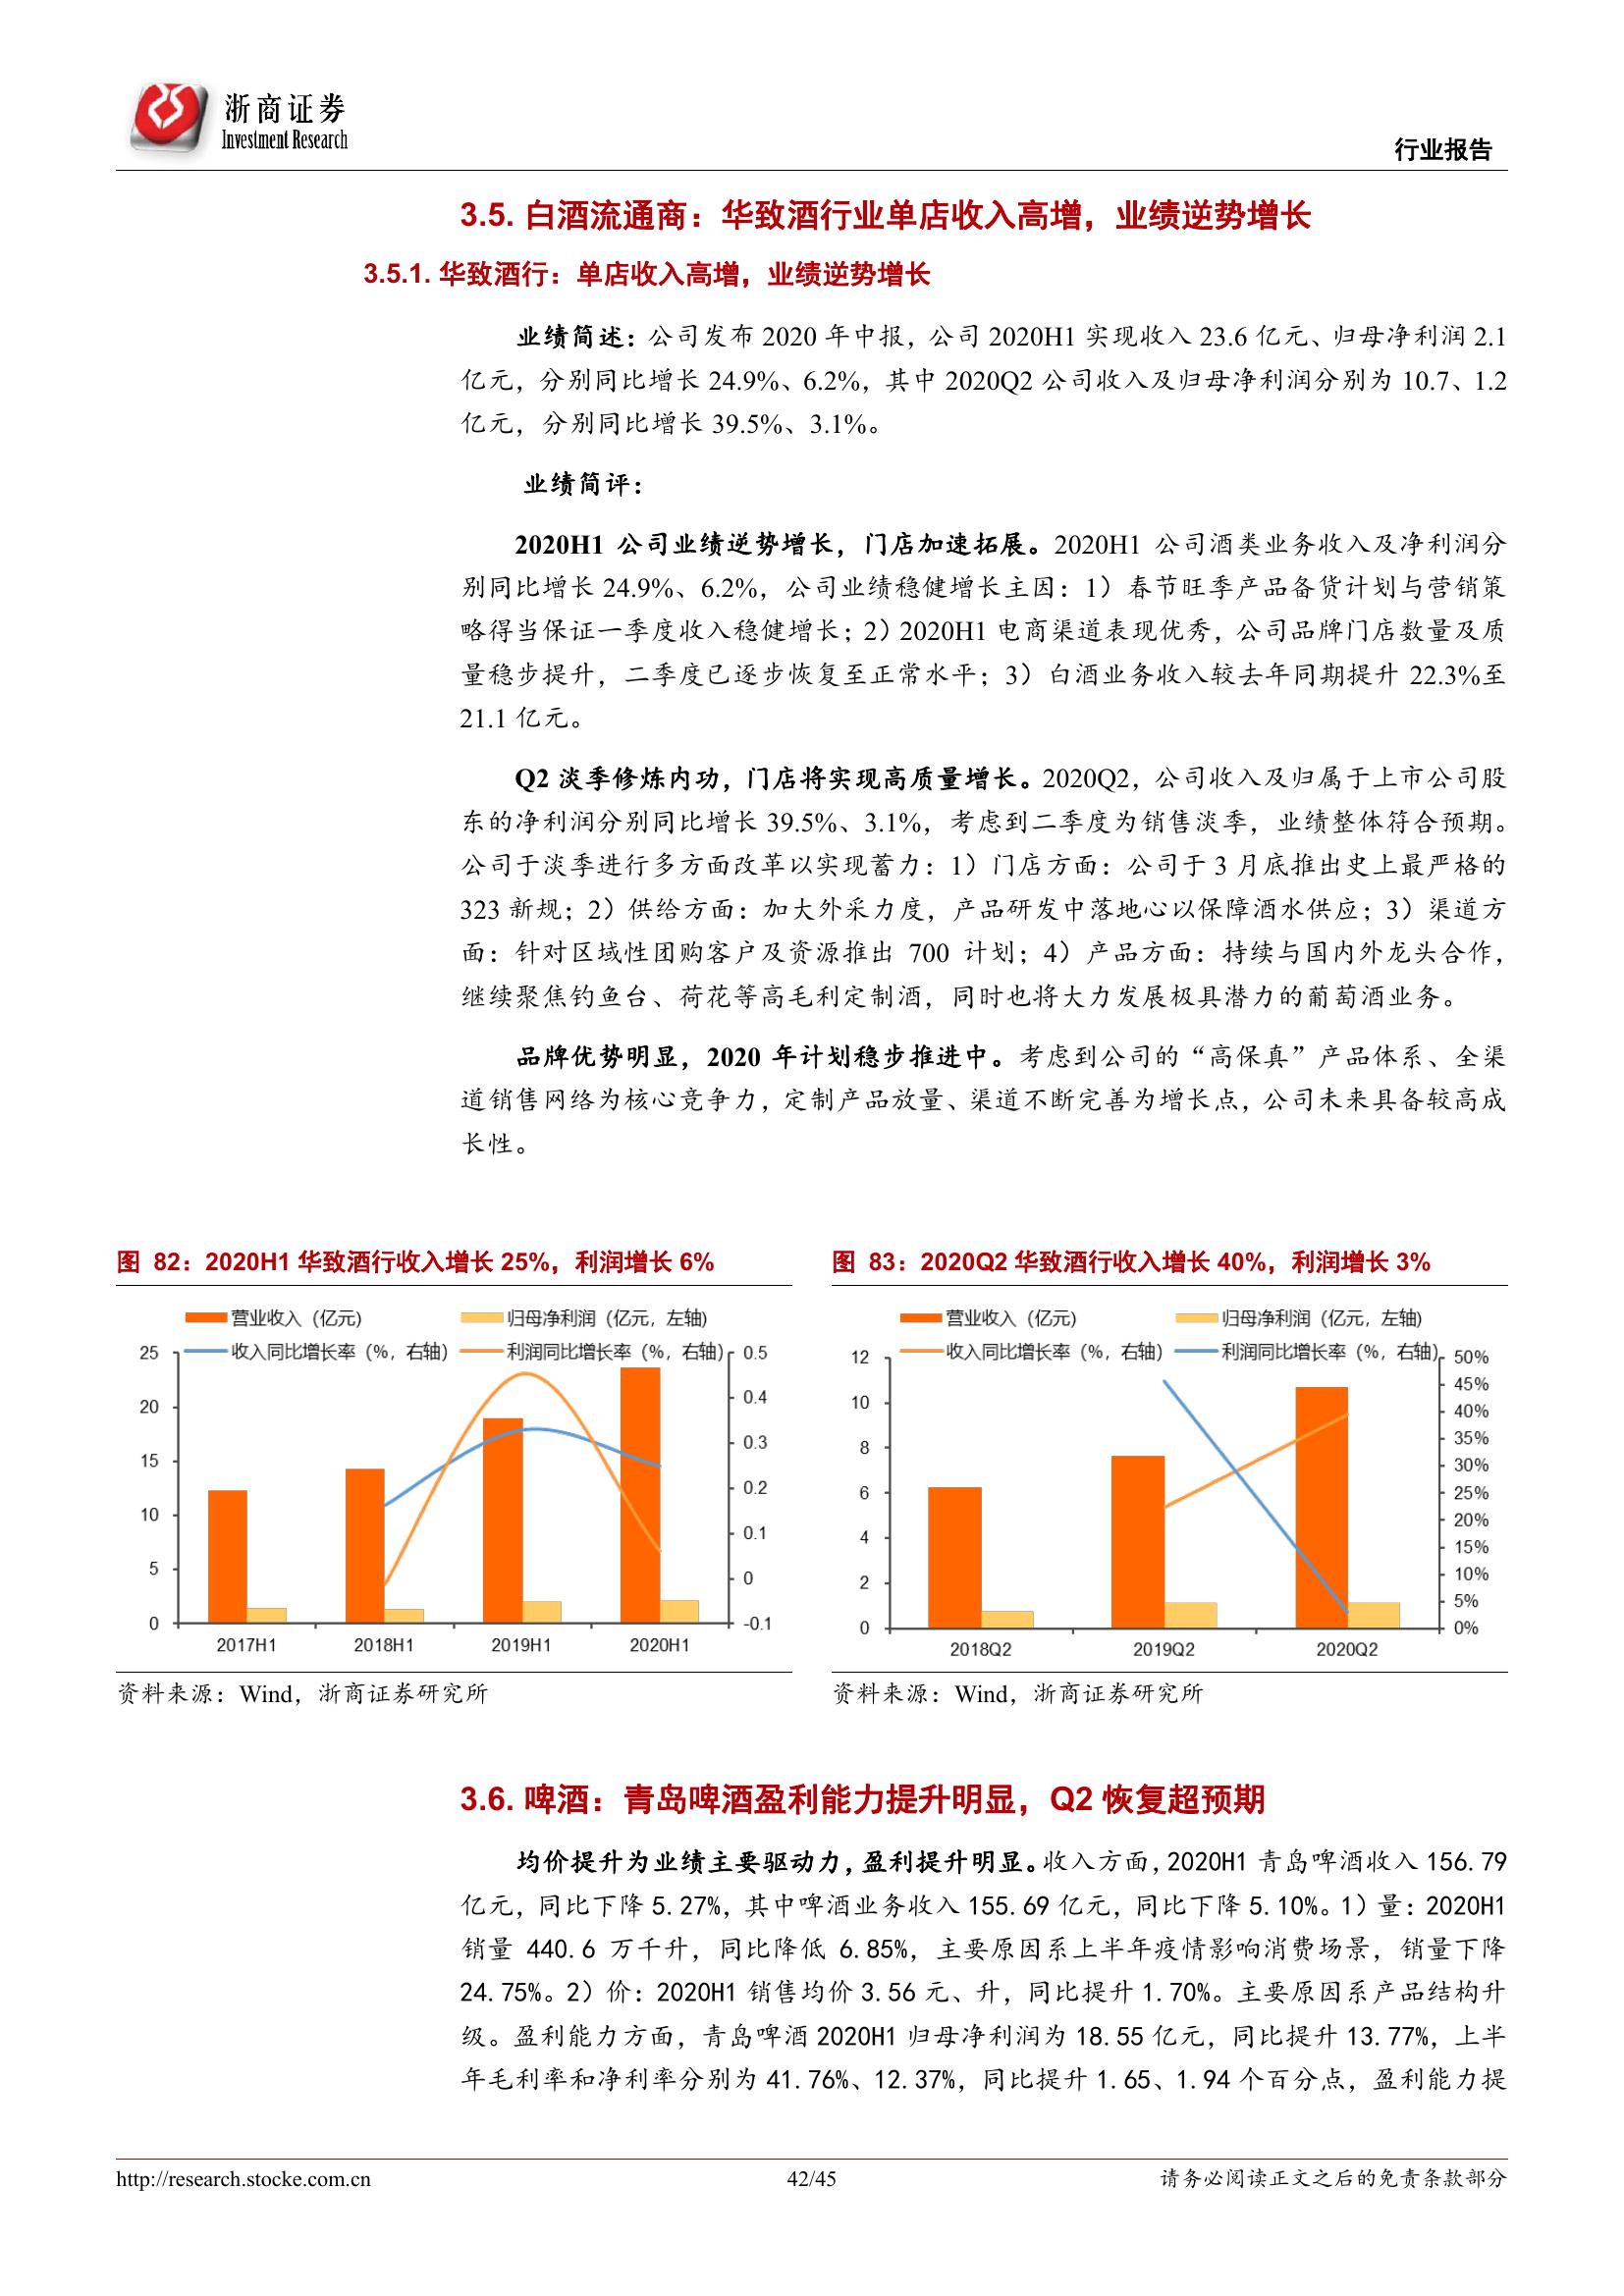 浙商证券
Investment Research
行业报告
3.5. 白酒流通商：华致酒行业单店收入高增，业绩逆势增长
3.5.1. 华致酒行：单店收入高增，业绩逆势增长
业绩简述：公司发布 2020 年中报，公司 2020H1 实现收入 23.6 亿元、归母净利润 2.1
亿元，分别同比增长 24.9%、6.2%，其中 2020Q2 公司收入及归母净利润分别为 10.7、1.2
亿元，分别同比增长 39.5%、3.1%。
业绩简评：
2020H1 公司业绩逆势增长，门店加速拓展。2020H1 公司酒类业务收入及净利润分
别同比增长 24.9%、6.2%，公司业绩稳健增长主因：1）春节旺季产品备货计划与营销策
略得当保证一季度收入稳健增长；2）2020H1 电商渠道表现优秀，公司品牌门店数量及质
量稳步提升，二季度已逐步恢复至正常水平；3）白酒业务收入较去年同期提升 22.3%至
21.1 亿元。
Q2 淡季修炼内功，门店将实现高质量增长。2020Q2，公司收入及归属于上市公司股
东的净利润分别同比增长 39.5%、3.1%，考虑到二季度为销售淡季，业绩整体符合预期。
公司于淡季进行多方面改革以实现蓄力：1）门店方面：公司于 3 月底推出史上最严格的
323 新规；2）供给方面：加大外采力度，产品研发中落地心以保障酒水供应；3）渠道方
面：针对区域性团购客户及资源推出 700 计划；4）产品方面：持续与国内外龙头合作，
继续聚焦钓鱼台、荷花等高毛利定制酒，同时也将大力发展极具潜力的葡萄酒业务。
品牌优势明显，2020 年计划稳步推进中。考虑到公司的“高保真”产品体系、全渠
道销售网络为核心竞争力，定制产品放量、渠道不断完善为增长点，公司未来具备较高成
长性。
图 82：2020H1 华致酒行收入增长 25%，利润增长 6%
营业收入（亿元) 归母净利润（亿元，左轴)
收入同比增长率（%，右轴) 利润同比增长率（%，右轴)
25
20
15
10
5
0
0.5
0.4
0.3
0.2
0.1
0
-0.1
2017H1 2018H1 2019H1 2020H1
资料来源：Wind，浙商证券研究所
图 83：2020Q2 华致酒行收入增长 40%，利润增长 3%
营业收入（亿元) 归母净利润（亿元，左轴)
收入同比增长率（%，右轴) 利润同比增长率（%，右轴)
12
10
8
6
4
2
0
50%
45%
40%
35%
30%
25%
20%
15%
10%
5%
0%
2018Q2 2019Q2 2020Q2
资料来源：Wind，浙商证券研究所
3.6. 啤酒：青岛啤酒盈利能力提升明显，Q2 恢复超预期
均价提升为业绩主要驱动力，盈利提升明显。收入方面，2020H1 青岛啤酒收入 156.79
亿元，同比下降 5.27%，其中啤酒业务收入 155.69 亿元，同比下降 5.10%。1）量：2020H1
销量 440.6 万千升，同比降低 6.85%，主要原因系上半年疫情影响消费场景，销量下降
24.75%。2）价：2020H1 销售均价 3.56 元、升，同比提升 1.70%。主要原因系产品结构升
级。盈利能力方面，青岛啤酒 2020H1 归母净利润为 18.55 亿元，同比提升 13.77%，上半
年毛利率和净利率分别为 41.76%、12.37%，同比提升 1.65、1.94 个百分点，盈利能力提
http://research.stocke.com.cn
42/45
请务必阅读正文之后的免责条款部分